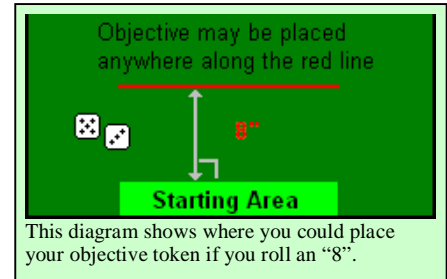 Objective may be placed
anywhere along the red line
8"
Starting Area
This diagram shows where you could place
your objective token if you roll an “8”.